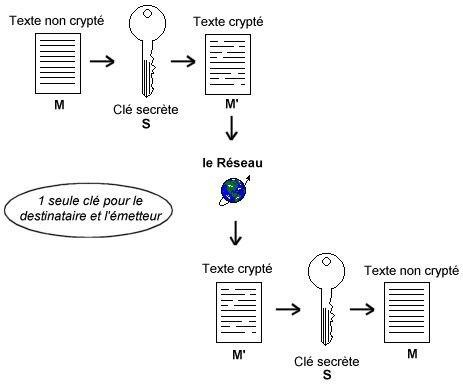 Texte non crypté
Texte crypté
M
Clé secrète
S
M'
le Réseau
1 seule clé pour le
destinataire et l'émetteur
Texte crypté
Texte non crypté
M'
Clé secrète
S
M